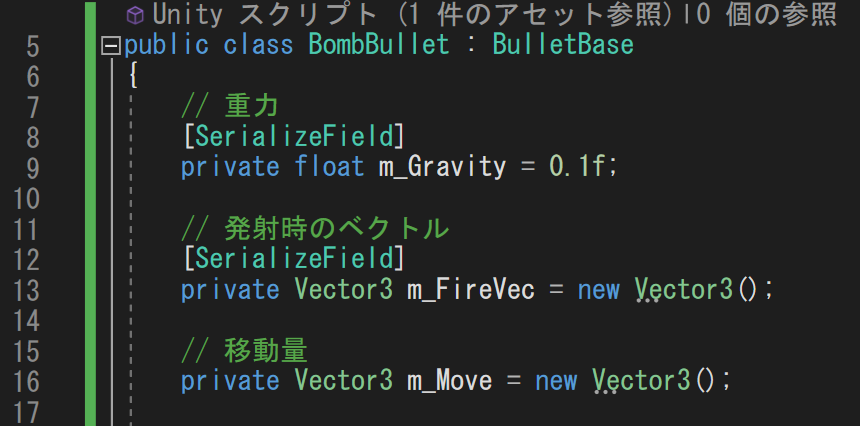 Unity スクリプト (1 件のアセット参照)|0 個の参照
5 public class BombBullet : BulletBase
6 {
7 // 重力
8 [SerializeField]
9 private float m_Gravity = 0.1f;
10
11 // 発射時のベクトル
12 [SerializeField]
13 private Vector3 m_FireVec = new Vector3();
14
15 // 移動量
16 private Vector3 m_Move = new Vector3();
17